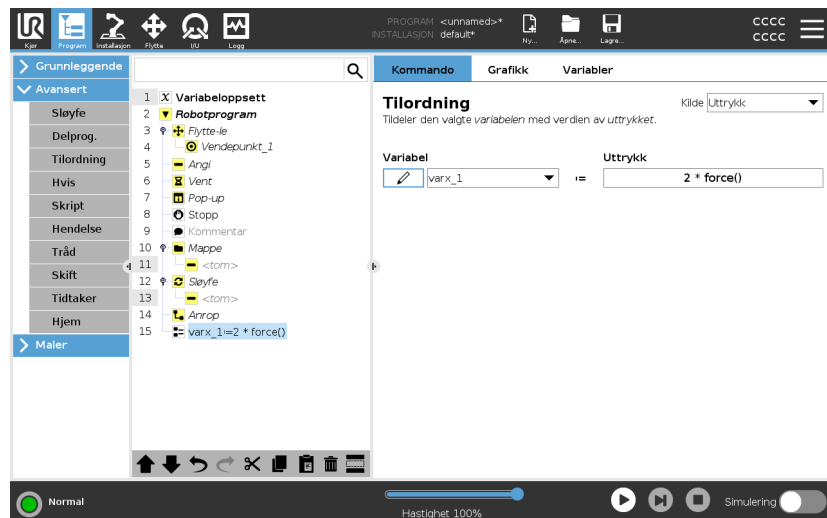 PROGRAM <unnamed>*
INSTALLASJON default*
CCCC
CCCC
UR
Kjør
Program
Installasjon
Flytte
I/U
Logg
Ny...
Åpne...
Lagre...
Grunnleggende
Avansert
Sløyfe
Delprog.
Tilordning
Hvis
Skript
Hendelse
Tråd
Skift
Tidtaker
Hjem
Maler
1 X Variabeloppsett
2 Robotprogram
3 Flytte-le
4 Vendepunkt_1
5 Angi
6 Vent
7 Pop-up
8 Stopp
9 Kommentar
10 Mappe
11 <tom>
12 Sløyfe
13 <tom>
14 Anrop
15 varx_1:=2 * force()
Kommando
Grafikk
Variabler
Tilordning
Kilde Uttrykk
Tildeler den valgte variabelen med verdien av uttrykket.
Variabel
Uttrykk
varx_1
:=
2 * force()
Normal
Hastighet 100%
Simulering